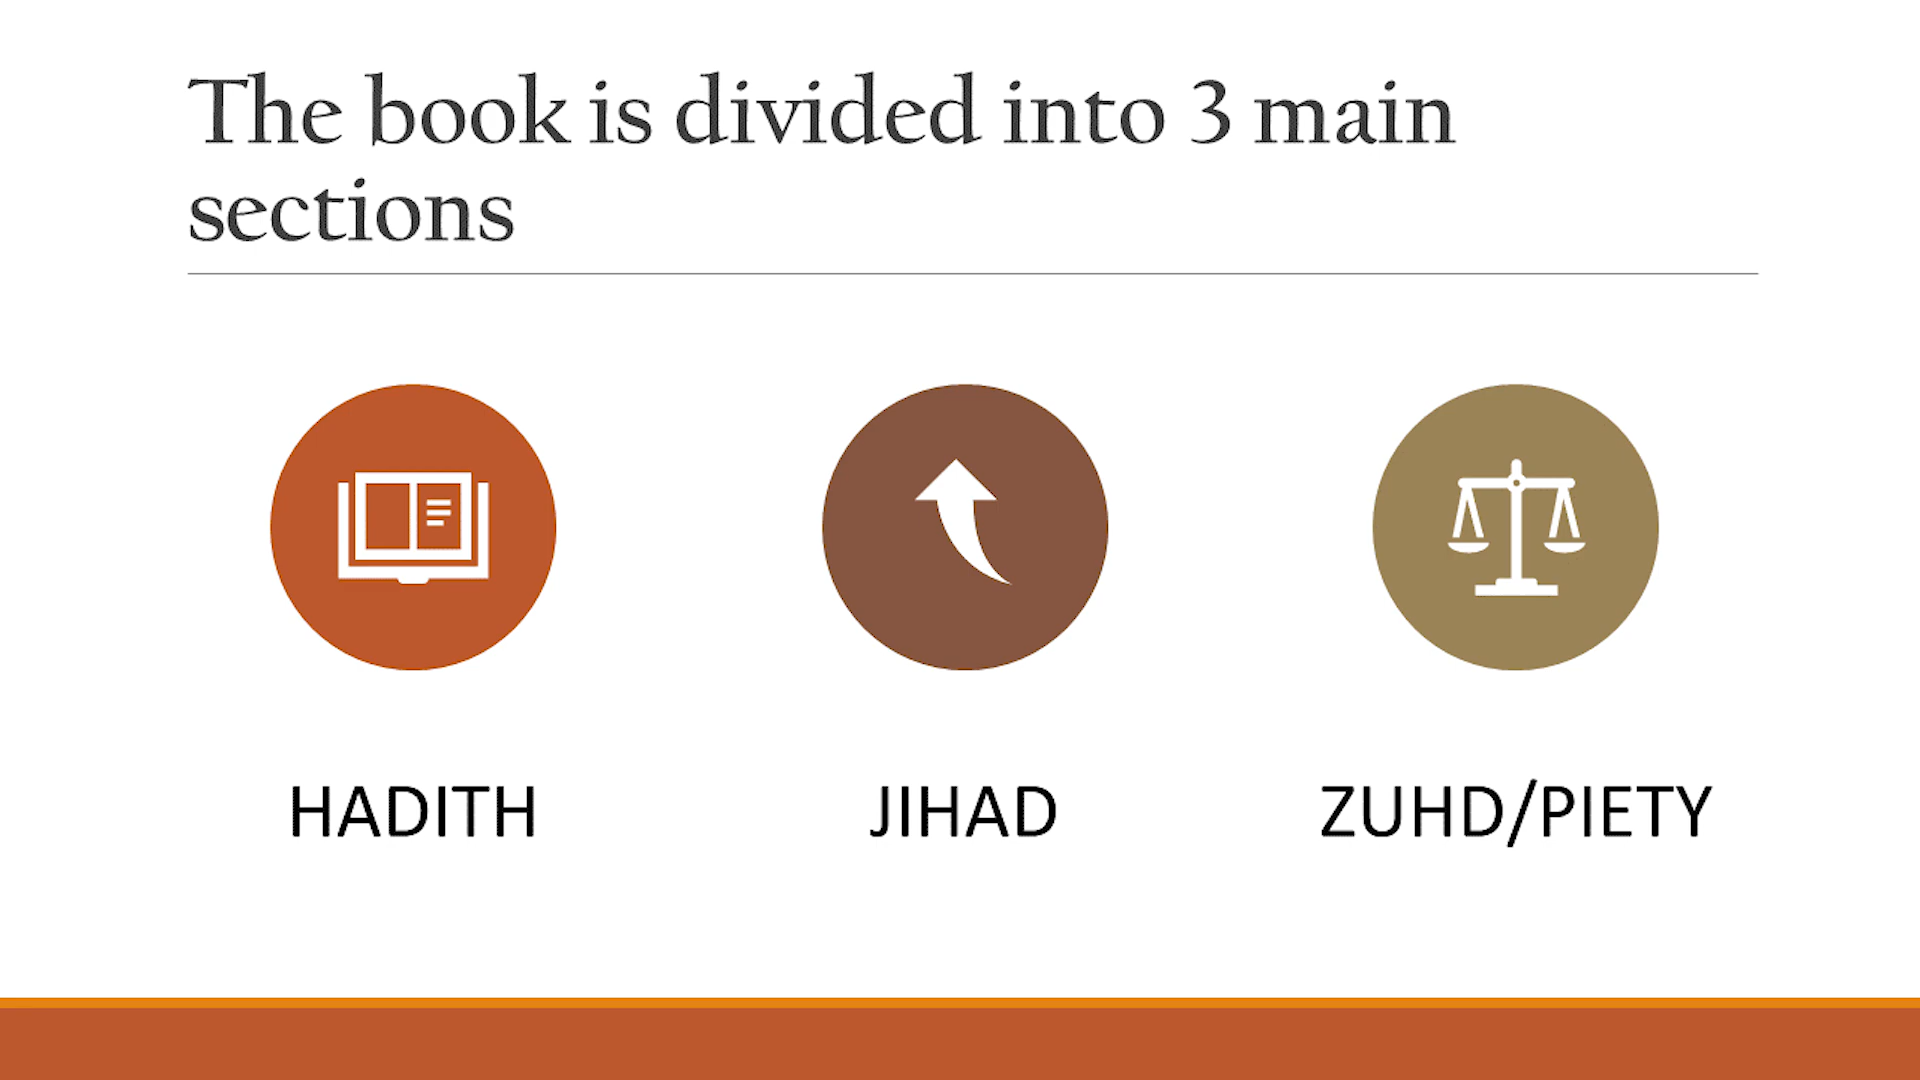 The book is divided into 3 main
sections
HADITH
JIHAD
ZUHD/PIETY